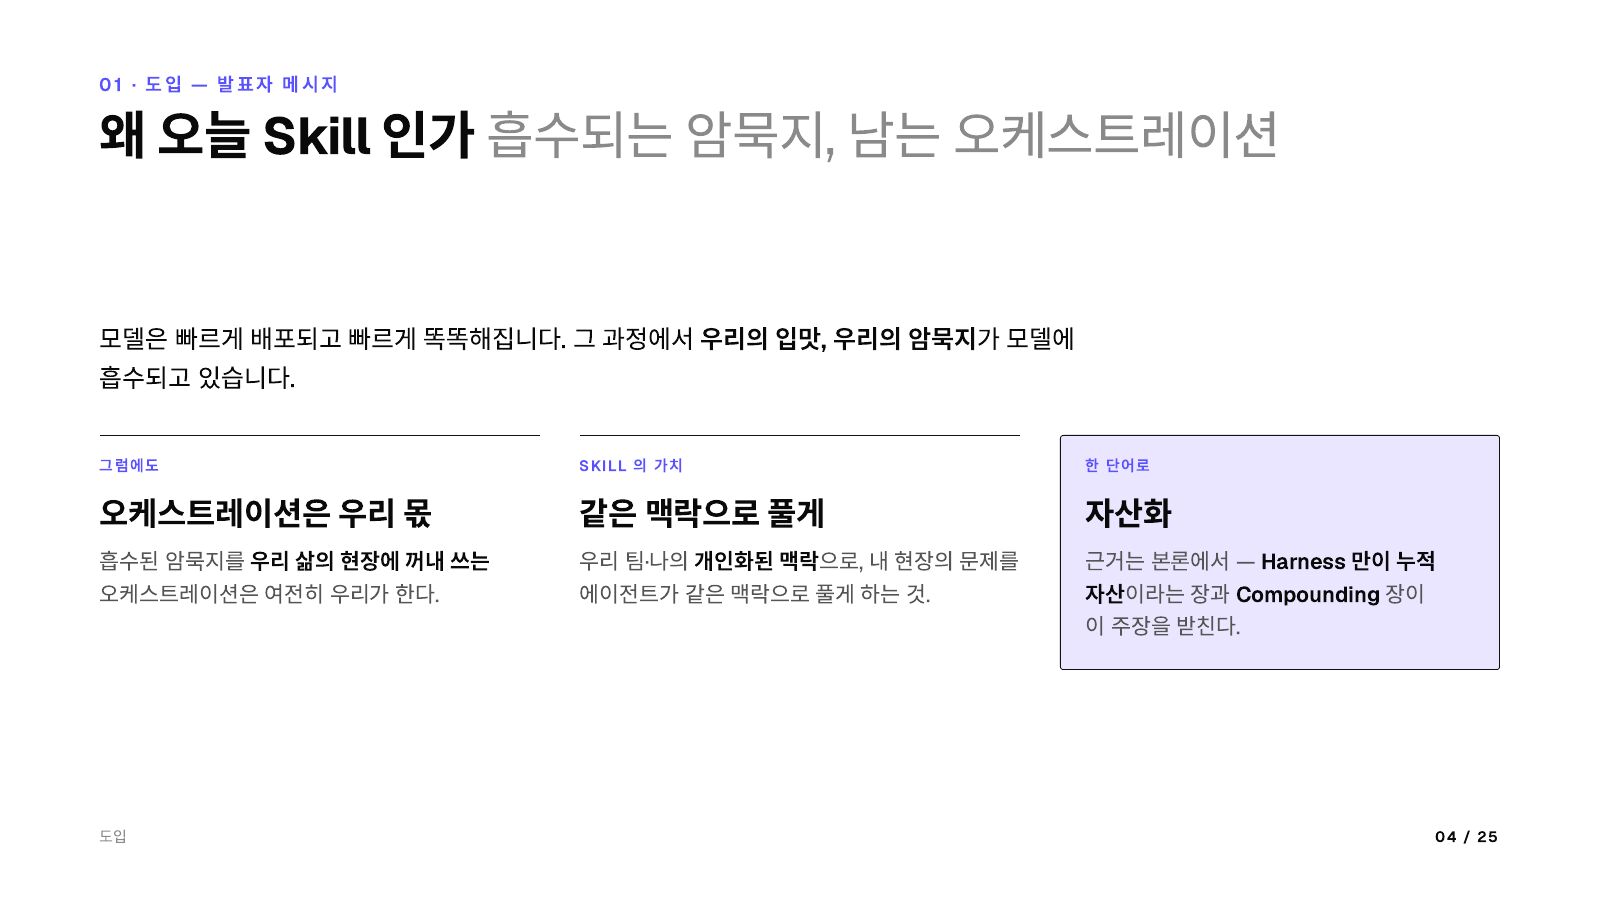 01 · 도입 — 발표자 메시지
왜 오늘 Skill 인가 흡수되는 암묵지, 남는 오케스트레이션
모델은 빠르게 배포되고 빠르게 똑똑해집니다. 그 과정에서 우리의 입맛, 우리의 암묵지가 모델에
흡수되고 있습니다.
그럼에도
오케스트레이션은 우리 몫
흡수된 암묵지를 우리 삶의 현장에 꺼내 쓰는
오케스트레이션은 여전히 우리가 한다.
SKILL 의 가치
같은 맥락으로 풀게
우리 팀·나의 개인화된 맥락으로, 내 현장의 문제를
에이전트가 같은 맥락으로 풀게 하는 것.
한 단어로
자산화
근거는 본론에서 — Harness 만이 누적
자산이라는 장과 Compounding 장이
이 주장을 받친다.
도입
04 / 25